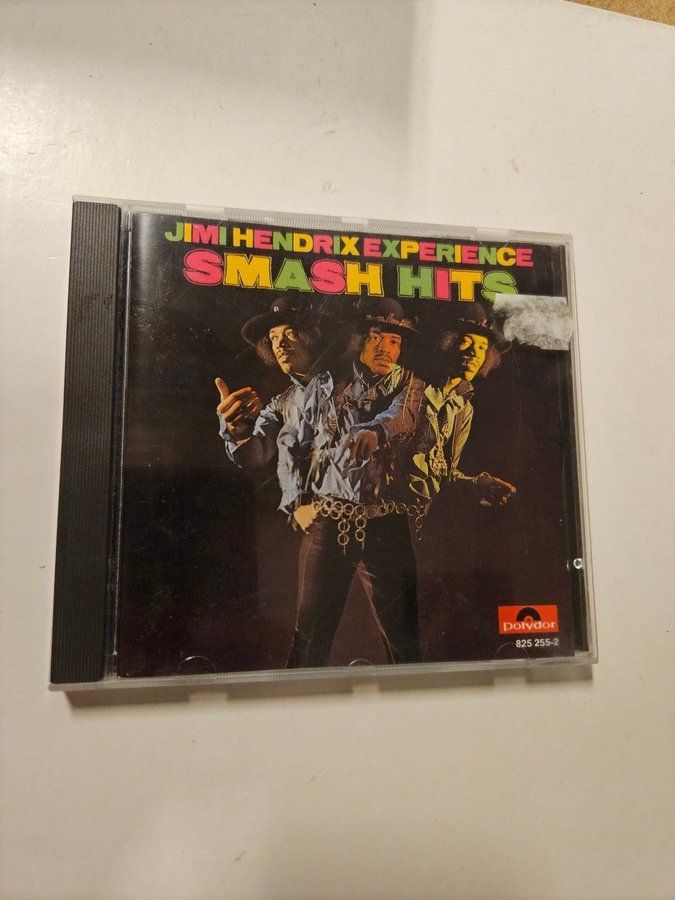 JIMI HENDRIX EXPERIENCE
SMASH HITS
polydor
825 255-2